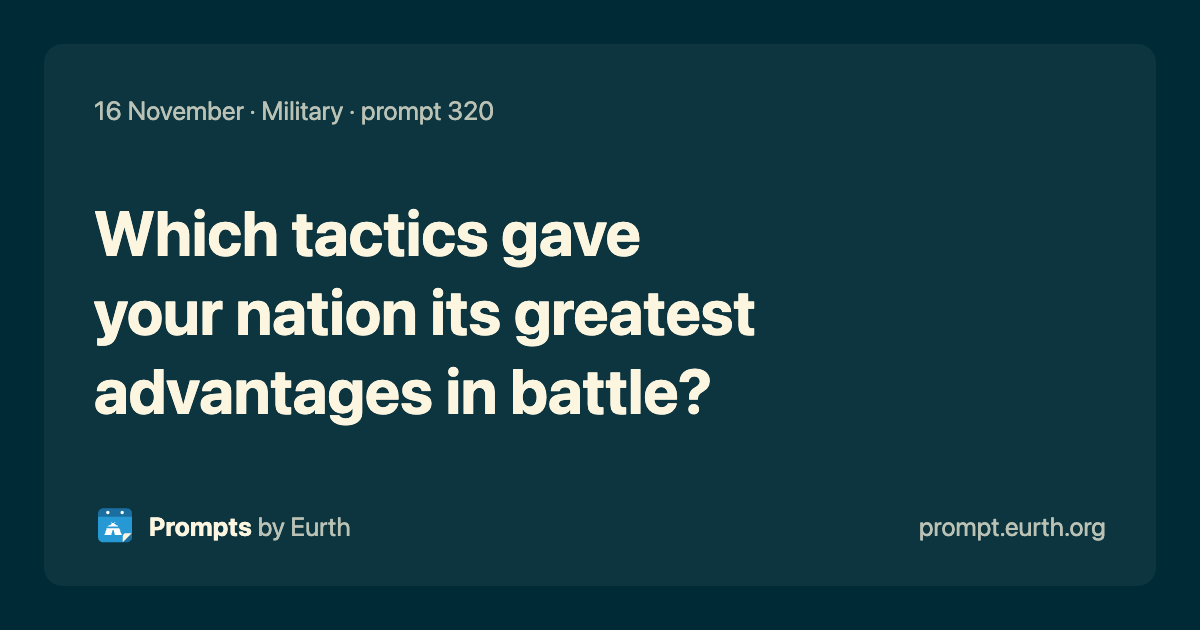 16 November · Military · prompt 320
Which tactics gave
your nation its greatest
advantages in battle?
Prompts by Eurth
prompt.eurth.org